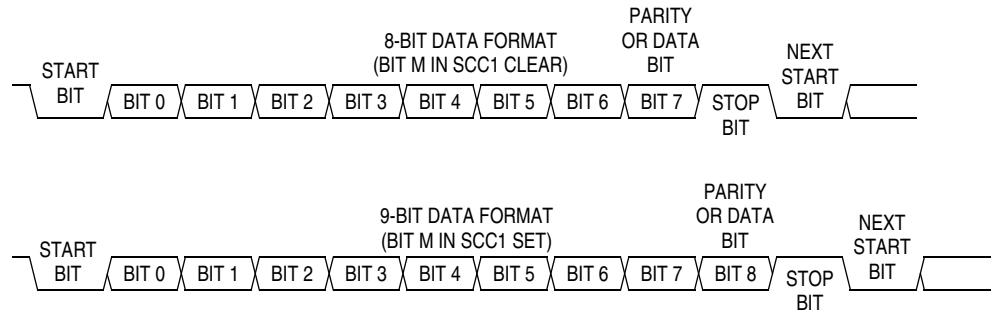 8-BIT DATA FORMAT
(BIT M IN SCC1 CLEAR)
PARITY
OR DATA
BIT
START
BIT
BIT 0 BIT 1 BIT 2 BIT 3 BIT 4 BIT 5 BIT 6 BIT 7
STOP
BIT
NEXT
START
BIT
9-BIT DATA FORMAT
(BIT M IN SCC1 SET)
PARITY
OR DATA
BIT
START
BIT
BIT 0 BIT 1 BIT 2 BIT 3 BIT 4 BIT 5 BIT 6 BIT 7 BIT 8
STOP
BIT
NEXT
START
BIT